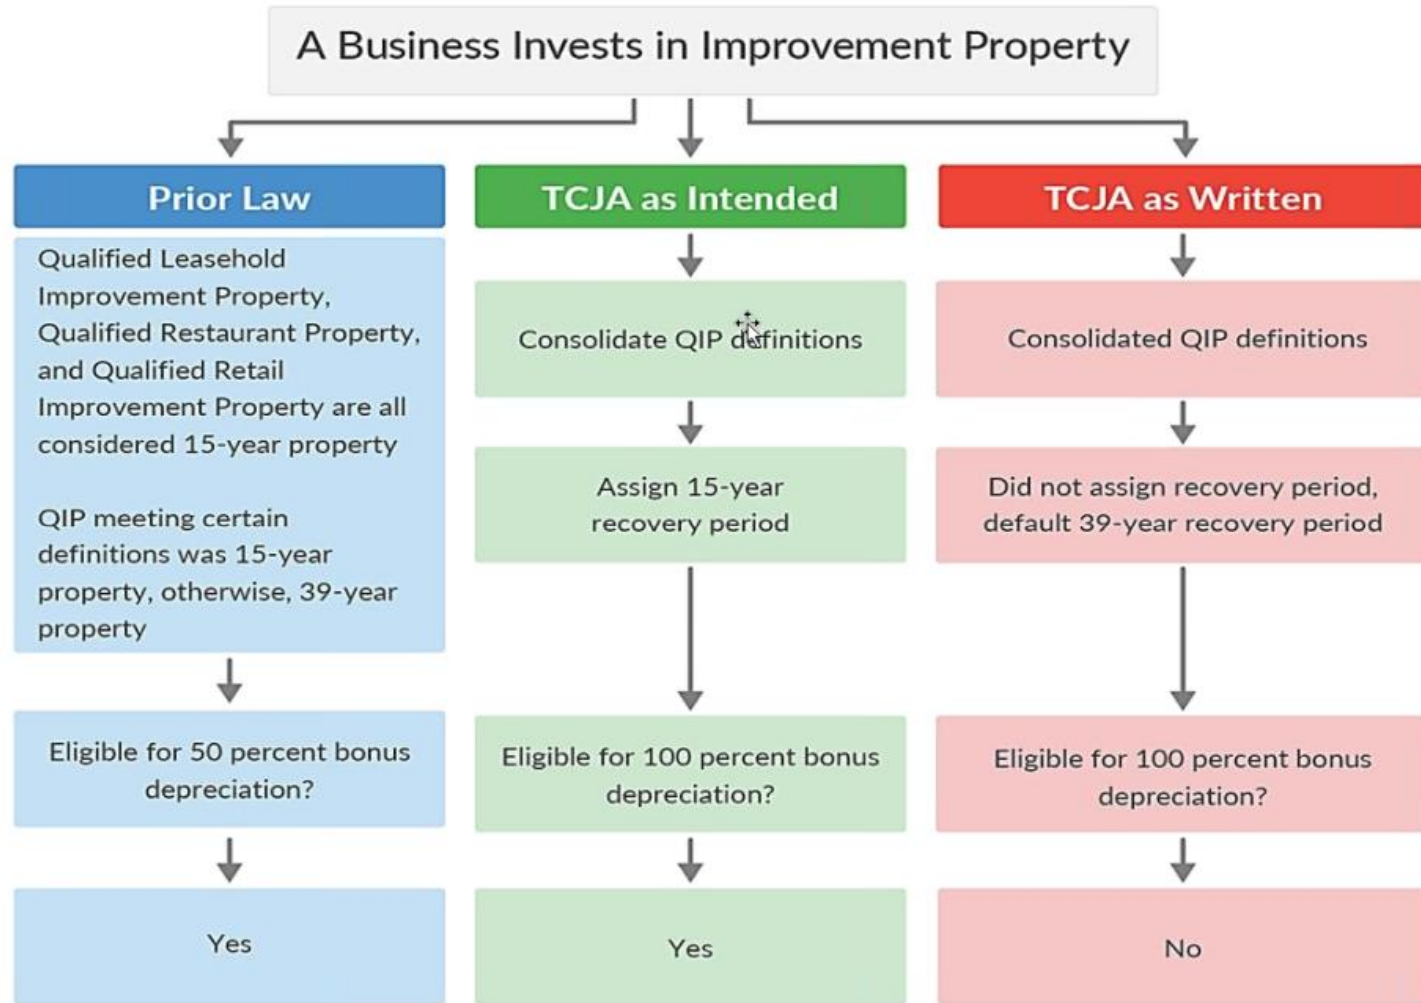 A Business Invests in Improvement Property
Prior Law
Qualified Leasehold
Improvement Property,
Qualified Restaurant Property,
and Qualified Retail
Improvement Property are all
considered 15-year property
QIP meeting certain
definitions was 15-year
property, otherwise, 39-year
property
Eligible for 50 percent bonus
depreciation?
Yes
TCJA as Intended
Consolidate QIP definitions
Assign 15-year
recovery period
Eligible for 100 percent bonus
depreciation?
Yes
TCJA as Written
Consolidated QIP definitions
Did not assign recovery period,
default 39-year recovery period
Eligible for 100 percent bonus
depreciation?
No